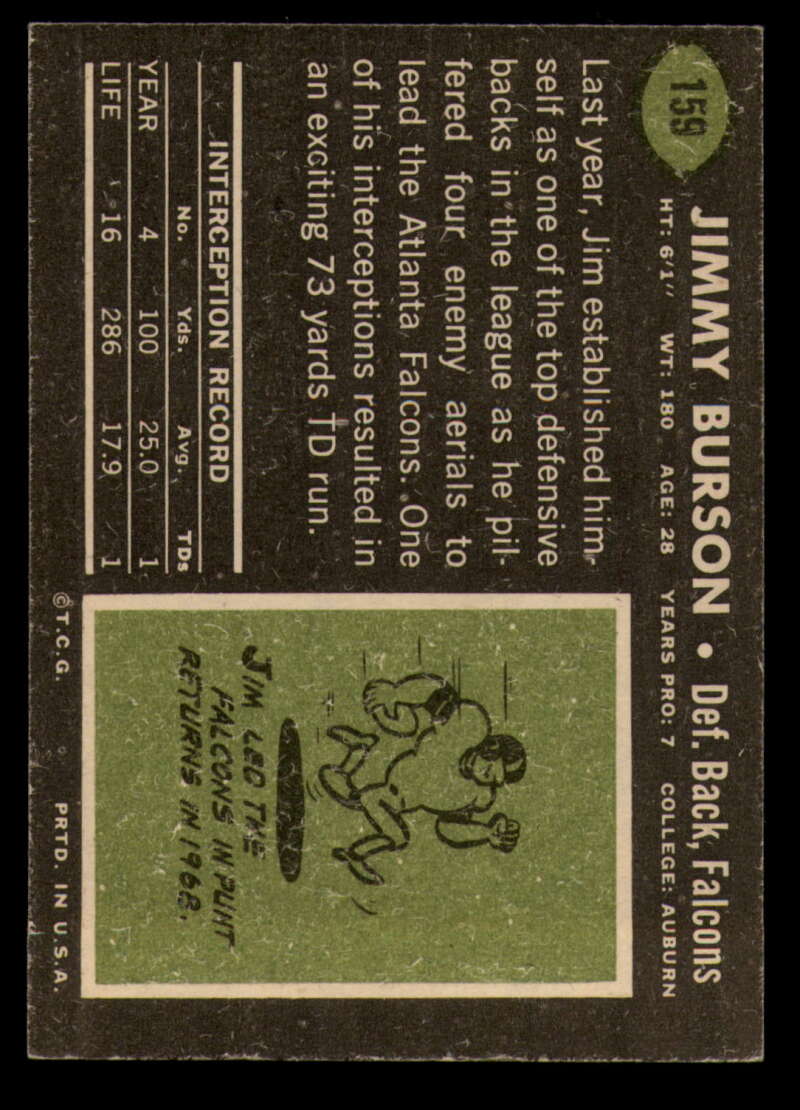 159
JIMMY BURSON • Def. Back, Falcons
HT: 6'1" WT: 180 AGE: 28 YEARS PRO: 7 COLLEGE: AUBURN
Last year, Jim established him-
self as one of the top defensive
backs in the league as he pil-
fered four enemy aerials to
lead the Atlanta Falcons. One
of his interceptions resulted in
an exciting 73 yards TD run.
INTERCEPTION RECORD
No. Yds. Avg. TDs
YEAR 4 100 25.0 1
LIFE 16 286 17.9 1
JIM LED THE
FALCONS IN PUNT
RETURNS IN 1968.
©T.C.G. PRTD. IN U.S.A.